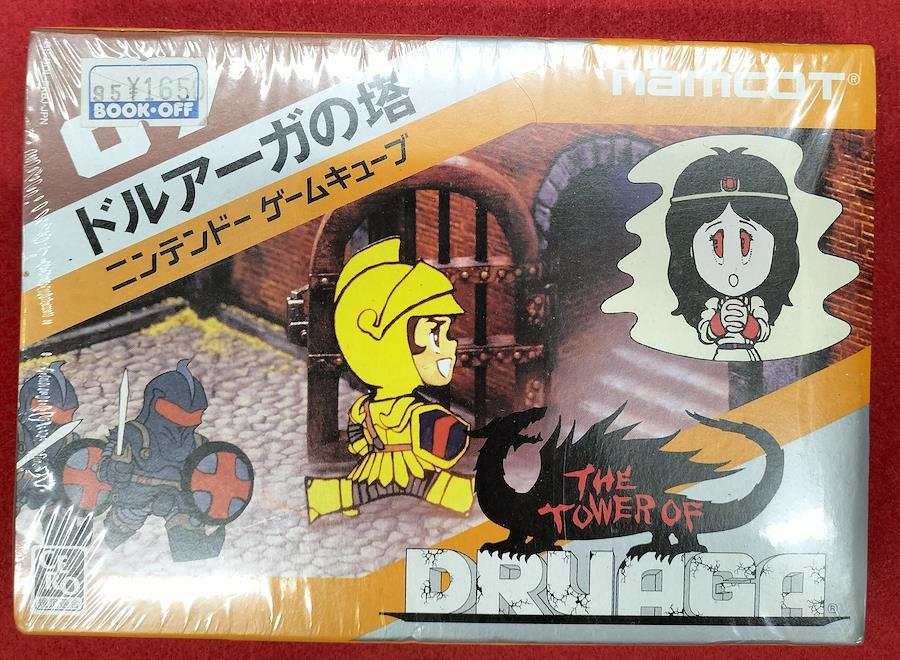 95 ¥1650
BOOK·OFF
namcoT®
ドルアーガの塔
ニンテンドー ゲームキューブ
THE
TOWER OF
DRUAGA®
CERO